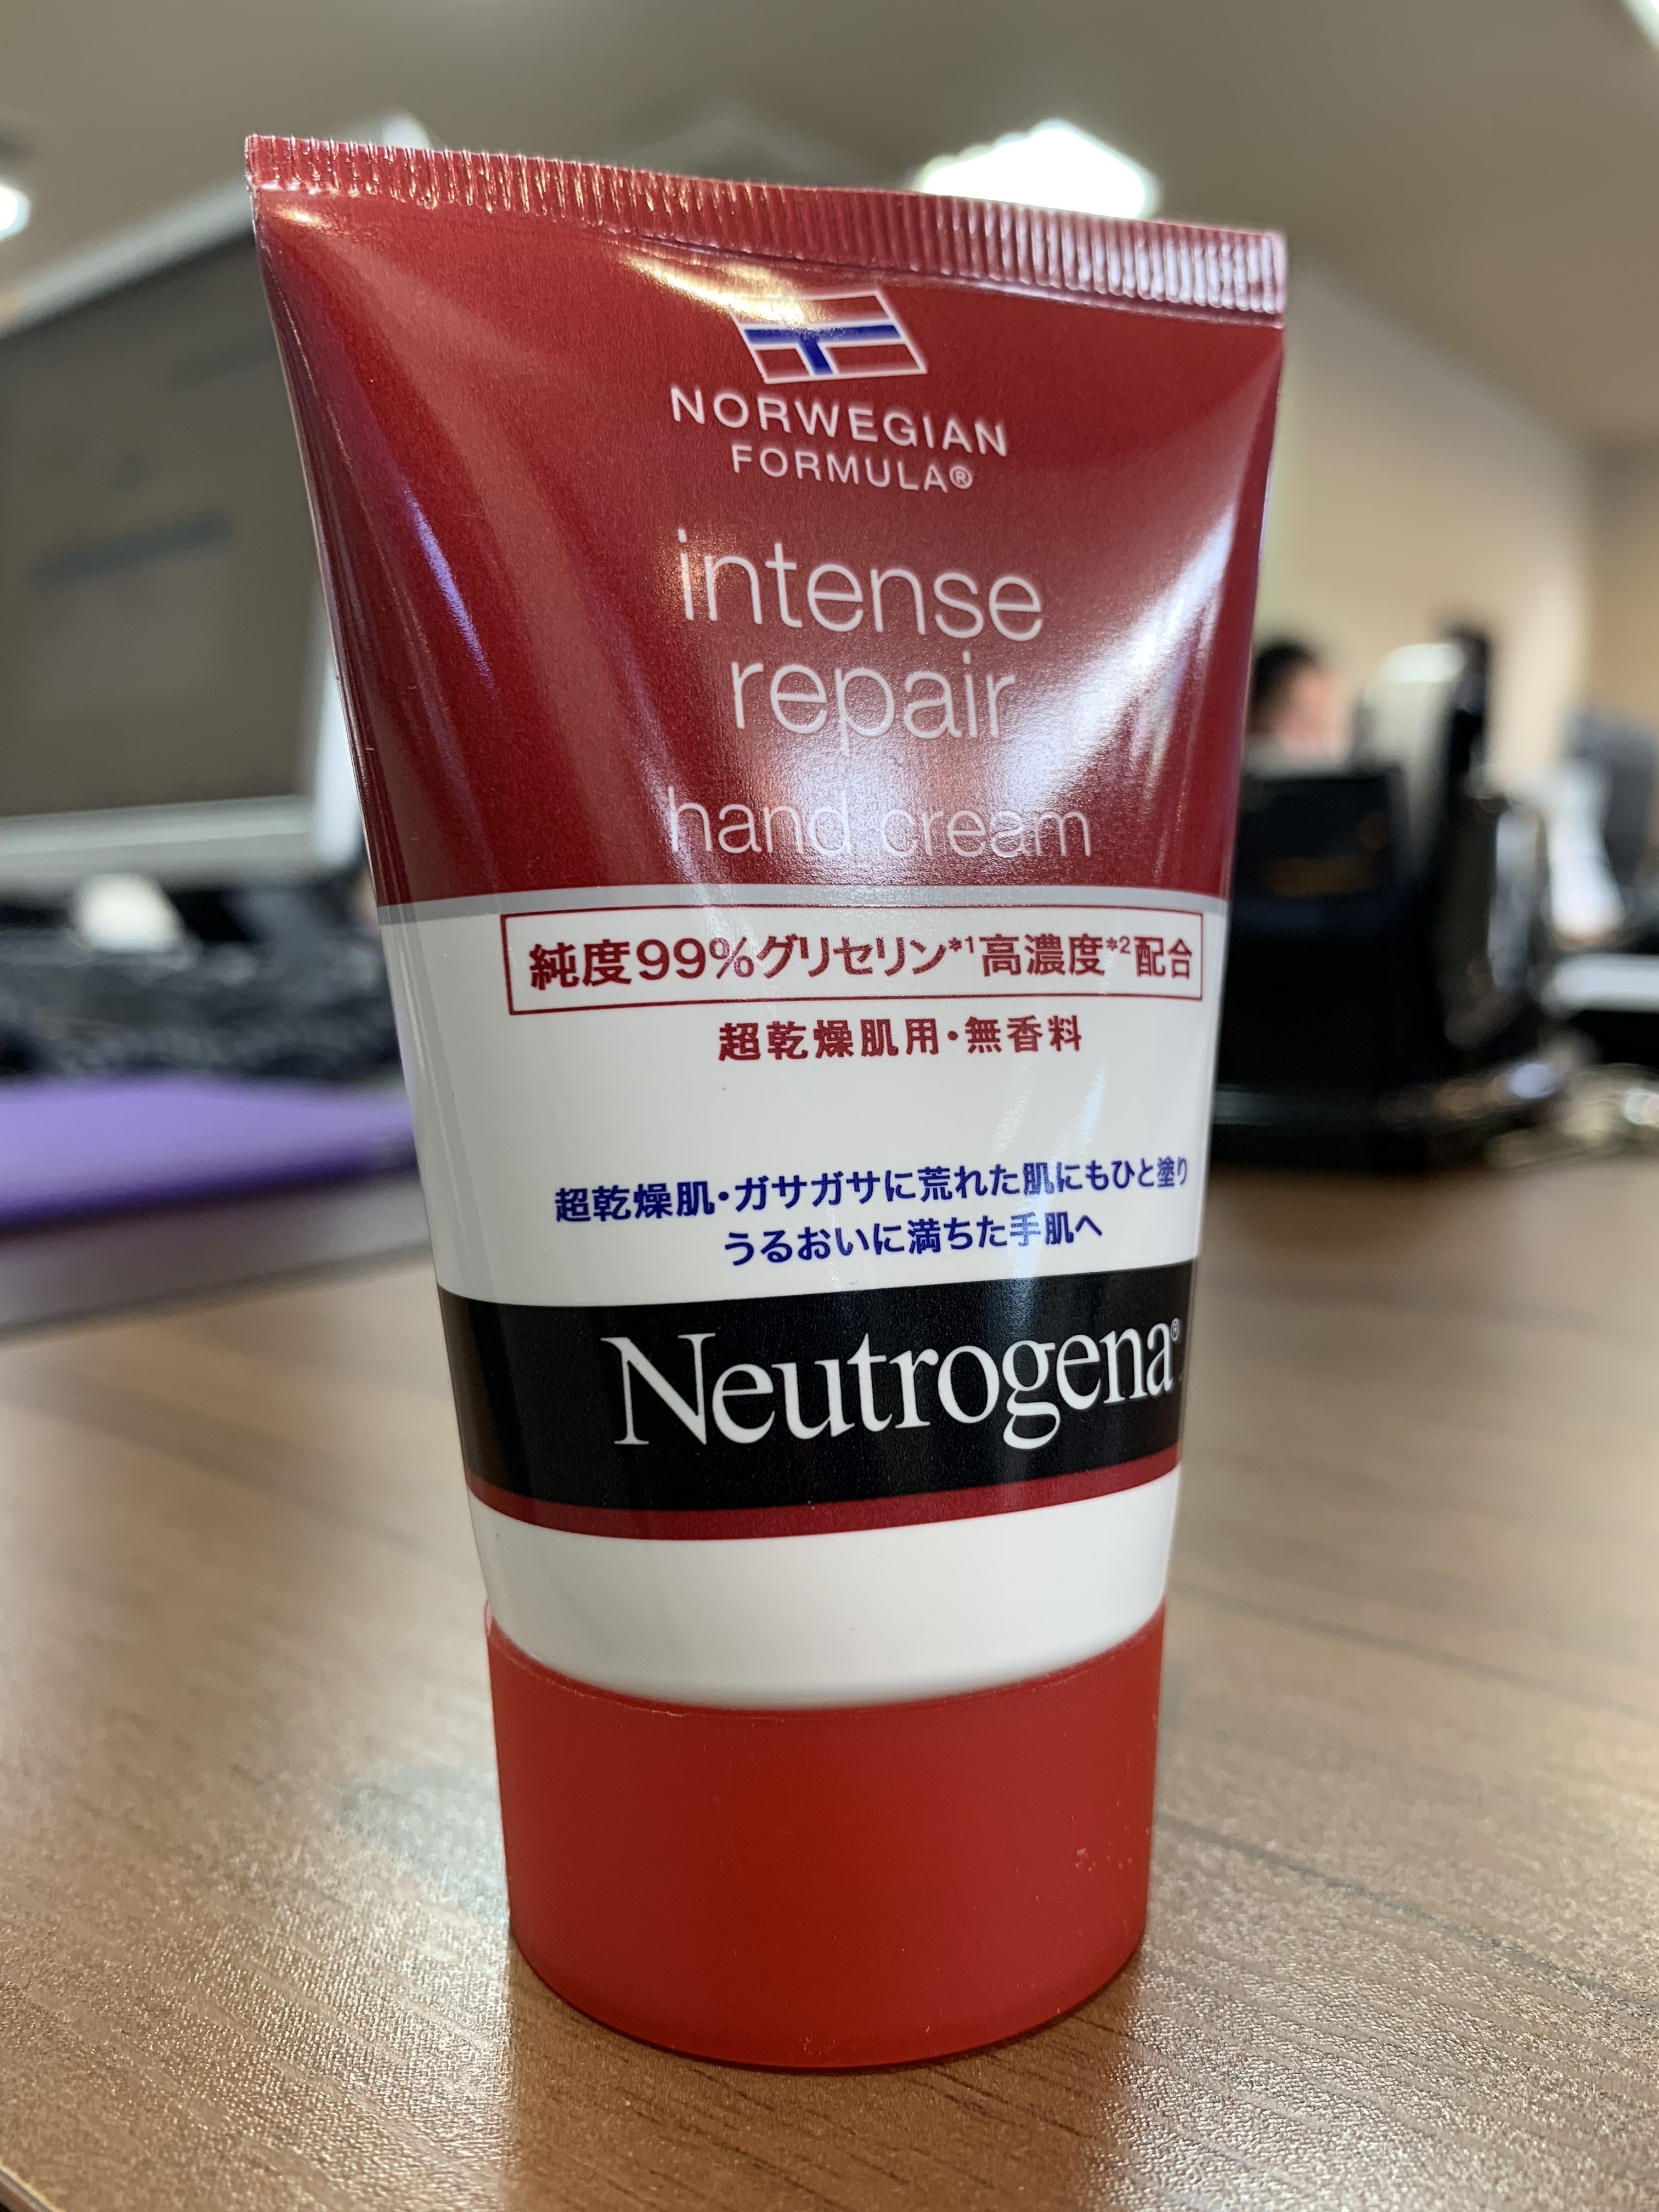 NORWEGIAN
FORMULA®
intense
repair
hand cream
純度99%グリセリン*1高濃度*2配合
超乾燥肌用・無香料
超乾燥肌・ガサガサに荒れた肌にもひと塗り
うるおいに満ちた手肌へ
Neutrogena®